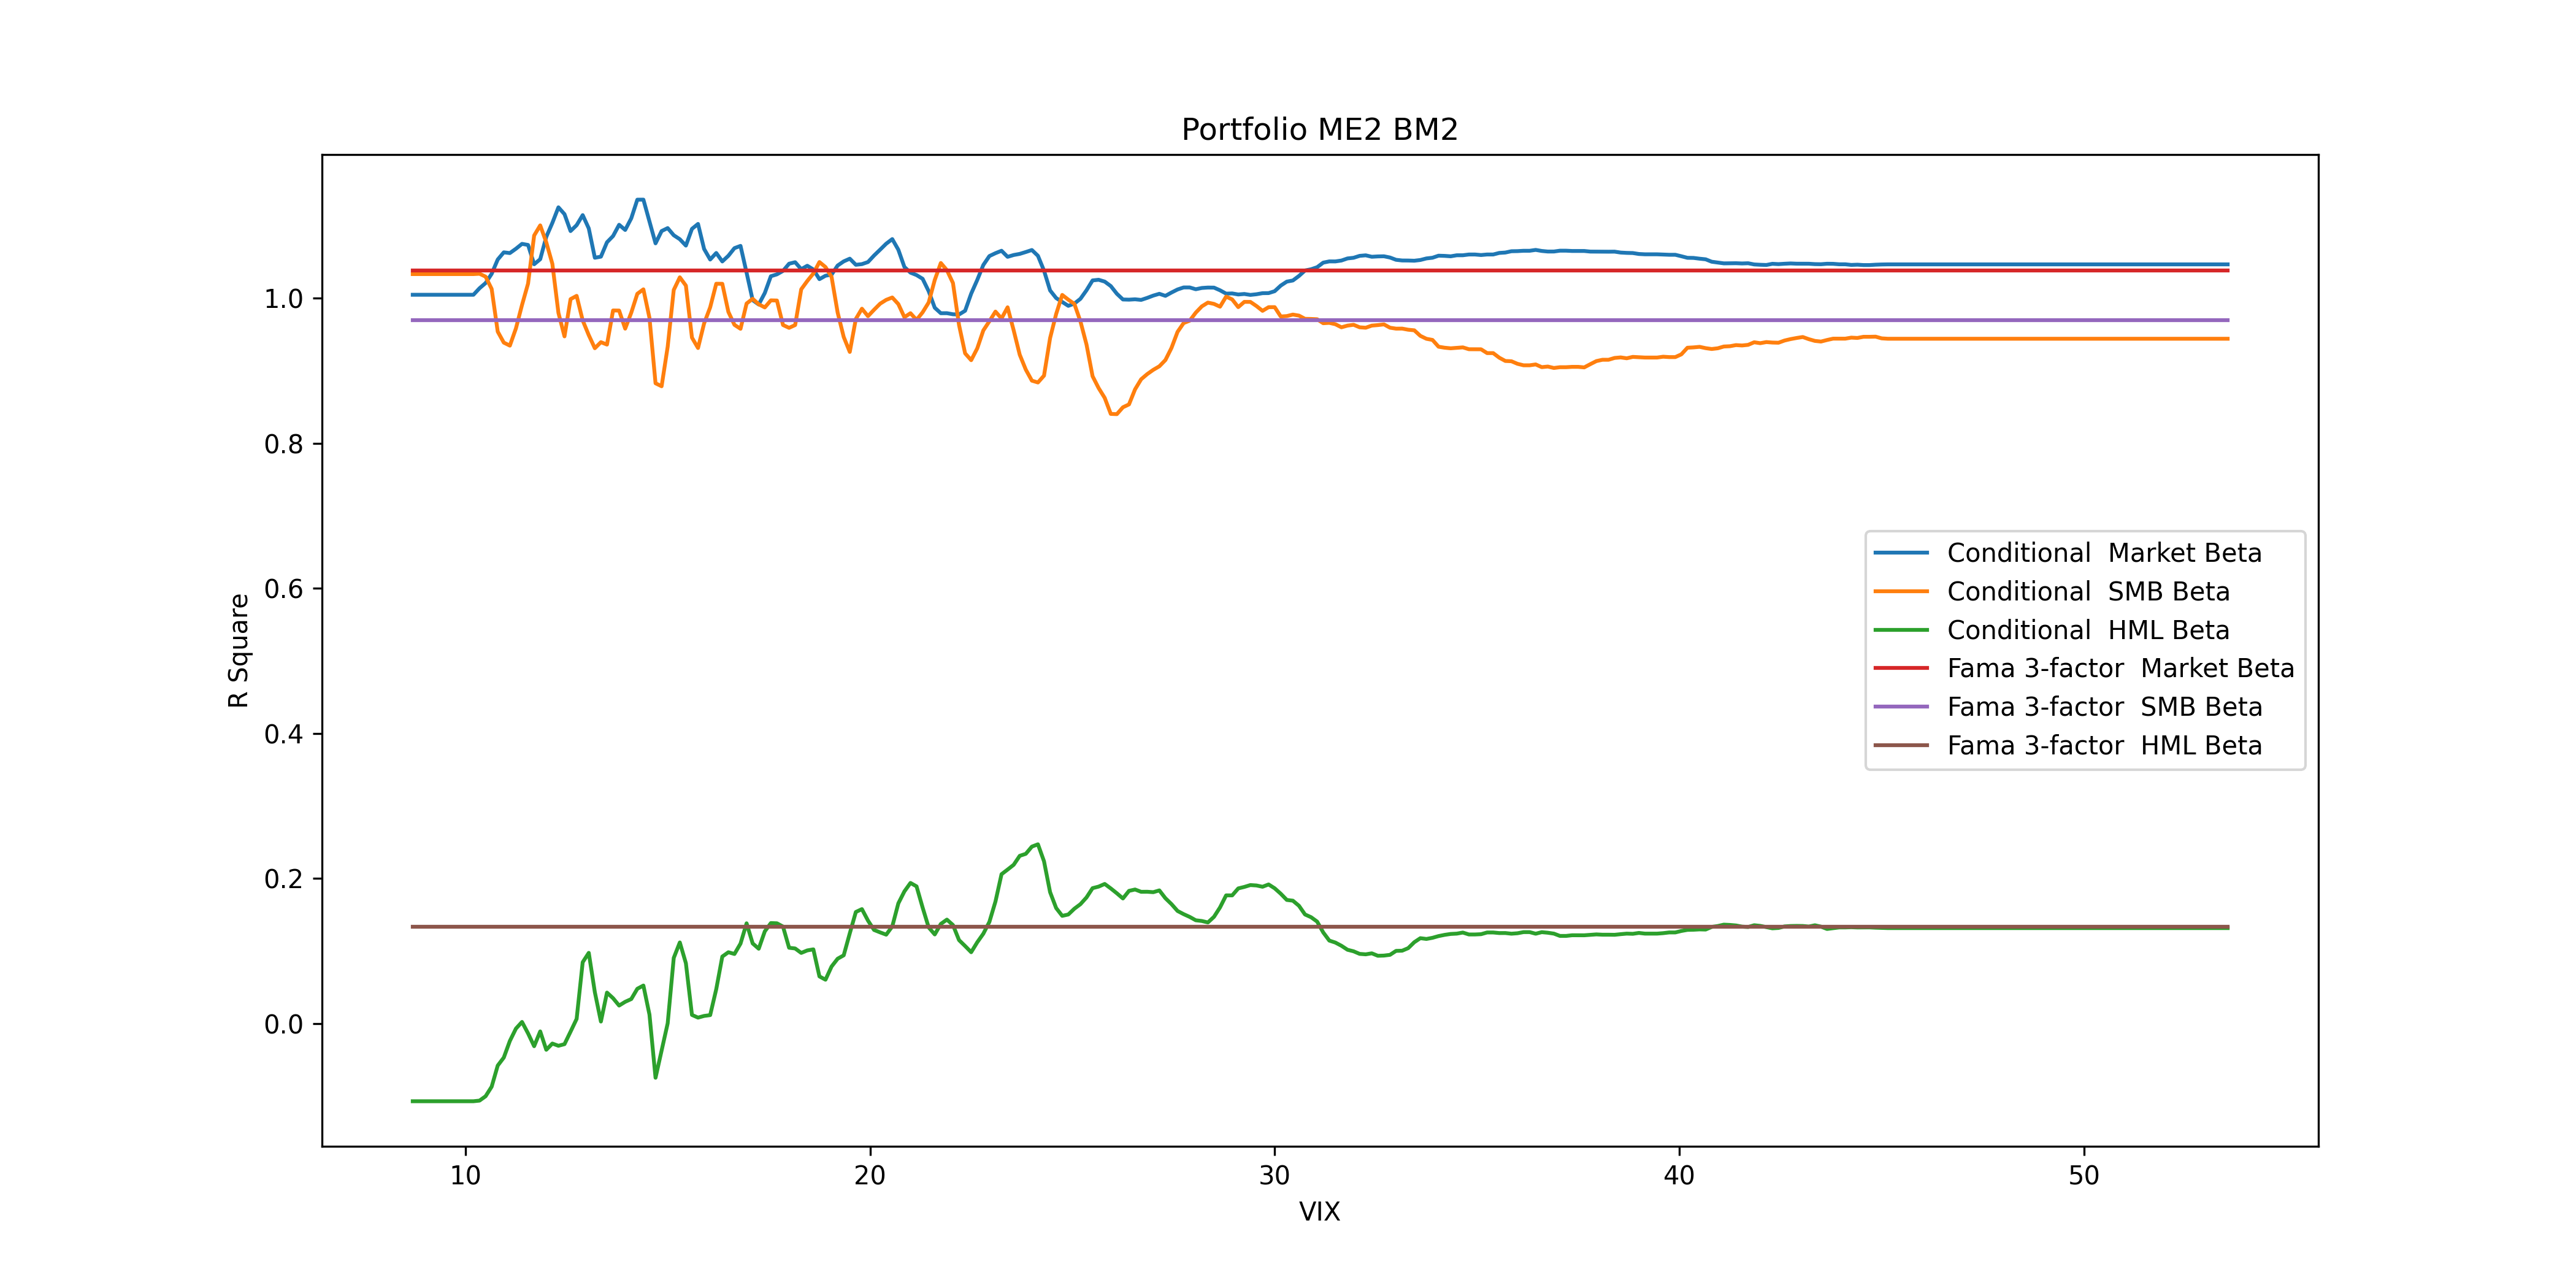 Portfolio ME2 BM2
R Square
1.0
0.8
0.6
0.4
0.2
0.0
Conditional  Market Beta
Conditional  SMB Beta
Conditional  HML Beta
Fama 3-factor  Market Beta
Fama 3-factor  SMB Beta
Fama 3-factor  HML Beta
10 20 30 40 50
VIX